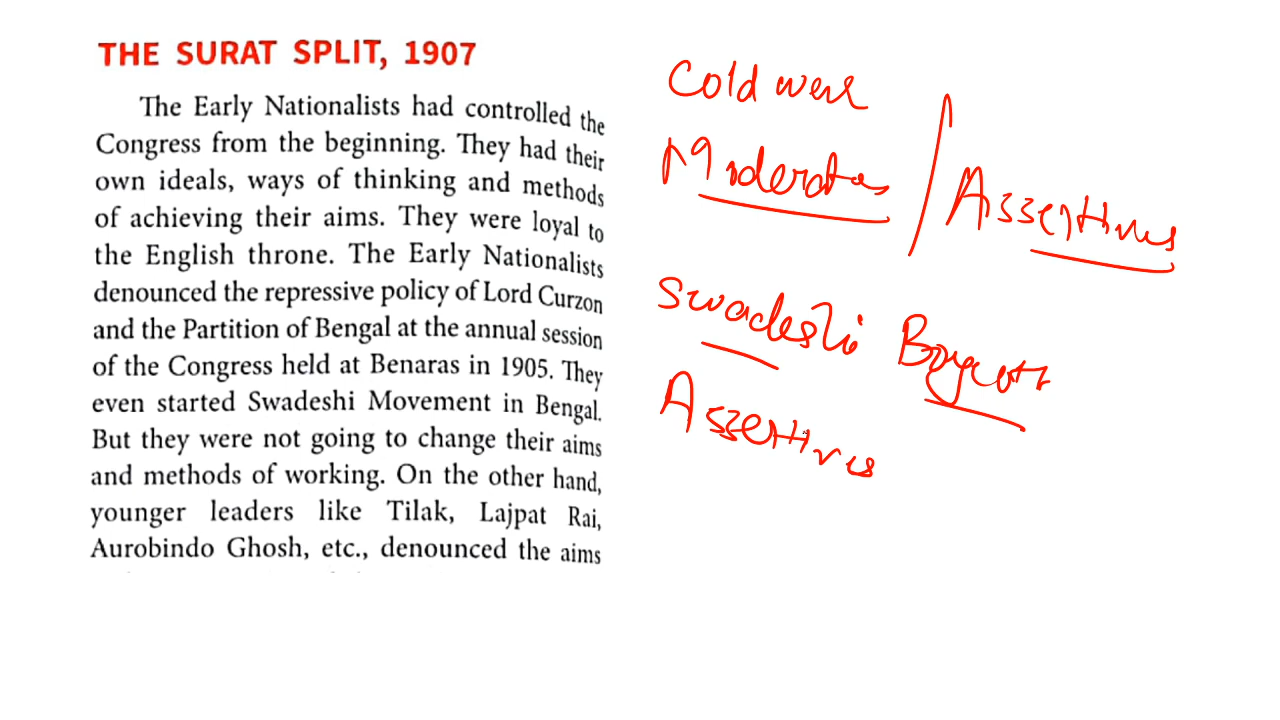 THE SURAT SPLIT, 1907
The Early Nationalists had controlled the
Congress from the beginning. They had their
own ideals, ways of thinking and methods
of achieving their aims. They were loyal to
the English throne. The Early Nationalists
denounced the repressive policy of Lord Curzon
and the Partition of Bengal at the annual session
of the Congress held at Benaras in 1905. They
even started Swadeshi Movement in Bengal.
But they were not going to change their aims
and methods of working. On the other hand,
younger leaders like Tilak, Lajpat Rai,
Aurobindo Ghosh, etc., denounced the aims
Cold
Moderates / Assertives
Swadeshi Boycott
Assertives